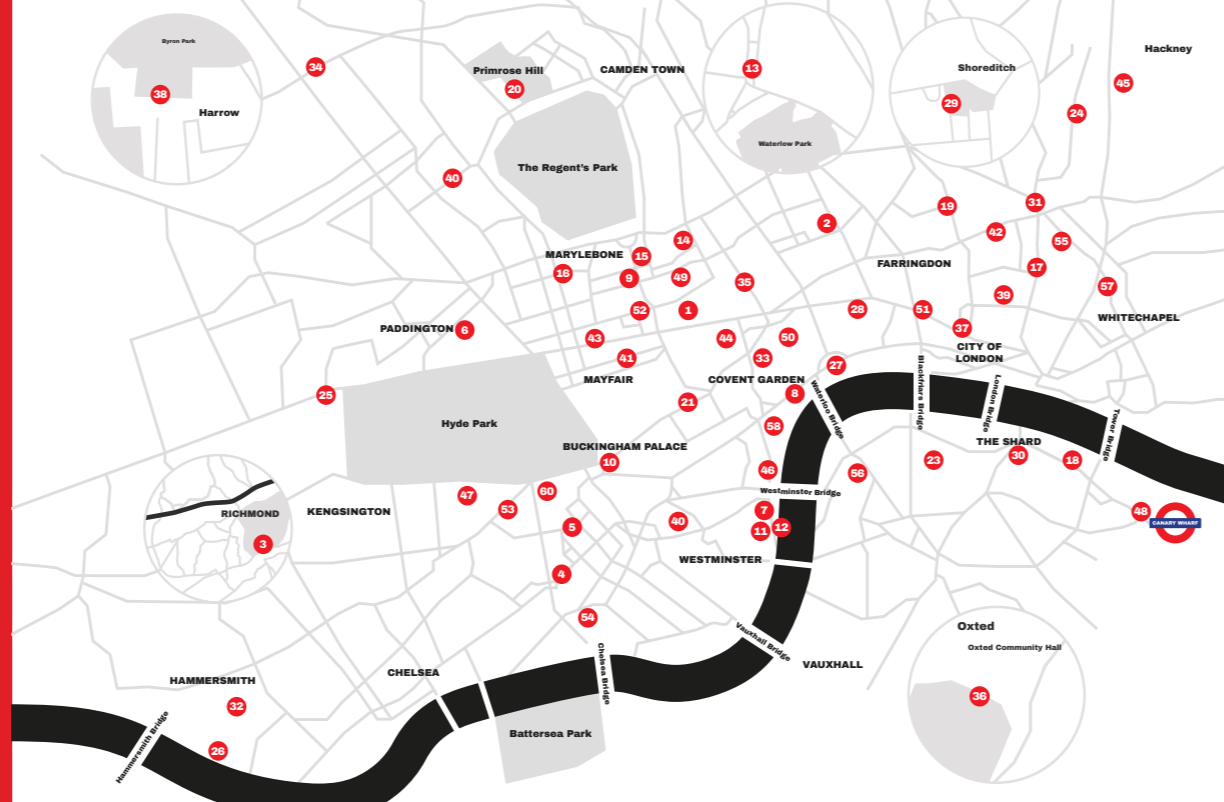 Byron Park
38
Harrow
34
Primrose Hill
20
CAMDEN TOWN
13
Waterlow Park
Shoreditch
29
Hackney
45
24
The Regent's Park
40
2
19
31
42
55
14
MARYLEBONE
15
16
9
49
35
FARRINGDON
17
57
39
52
1
28
51
WHITECHAPEL
PADDINGTON
6
43
44
50
37
CITY OF
LONDON
41
33
27
MAYFAIR
COVENT GARDEN
8
Waterloo Bridge
Blackfriars Bridge
London Bridge
Tower Bridge
25
21
Hyde Park
58
BUCKINGHAM PALACE
10
THE SHARD
46
56
23
30
18
Westminster Bridge
47
53
60
RICHMOND
3
KENGSINGTON
5
40
7
11
12
48
CANARY WHARF
WESTMINSTER
4
54
Oxted
Oxted Community Hall
36
Vauxhall Bridge
VAUXHALL
Chelsea Bridge
CHELSEA
HAMMERSMITH
32
26
Hammersmith Bridge
Battersea Park